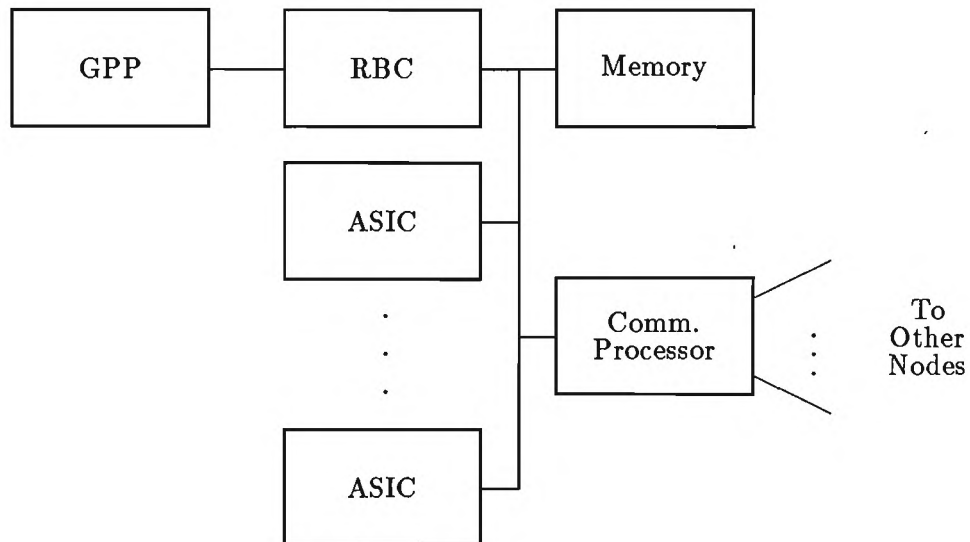 GPP
RBC
Memory
ASIC
Comm.
Processor
To
Other
Nodes
ASIC